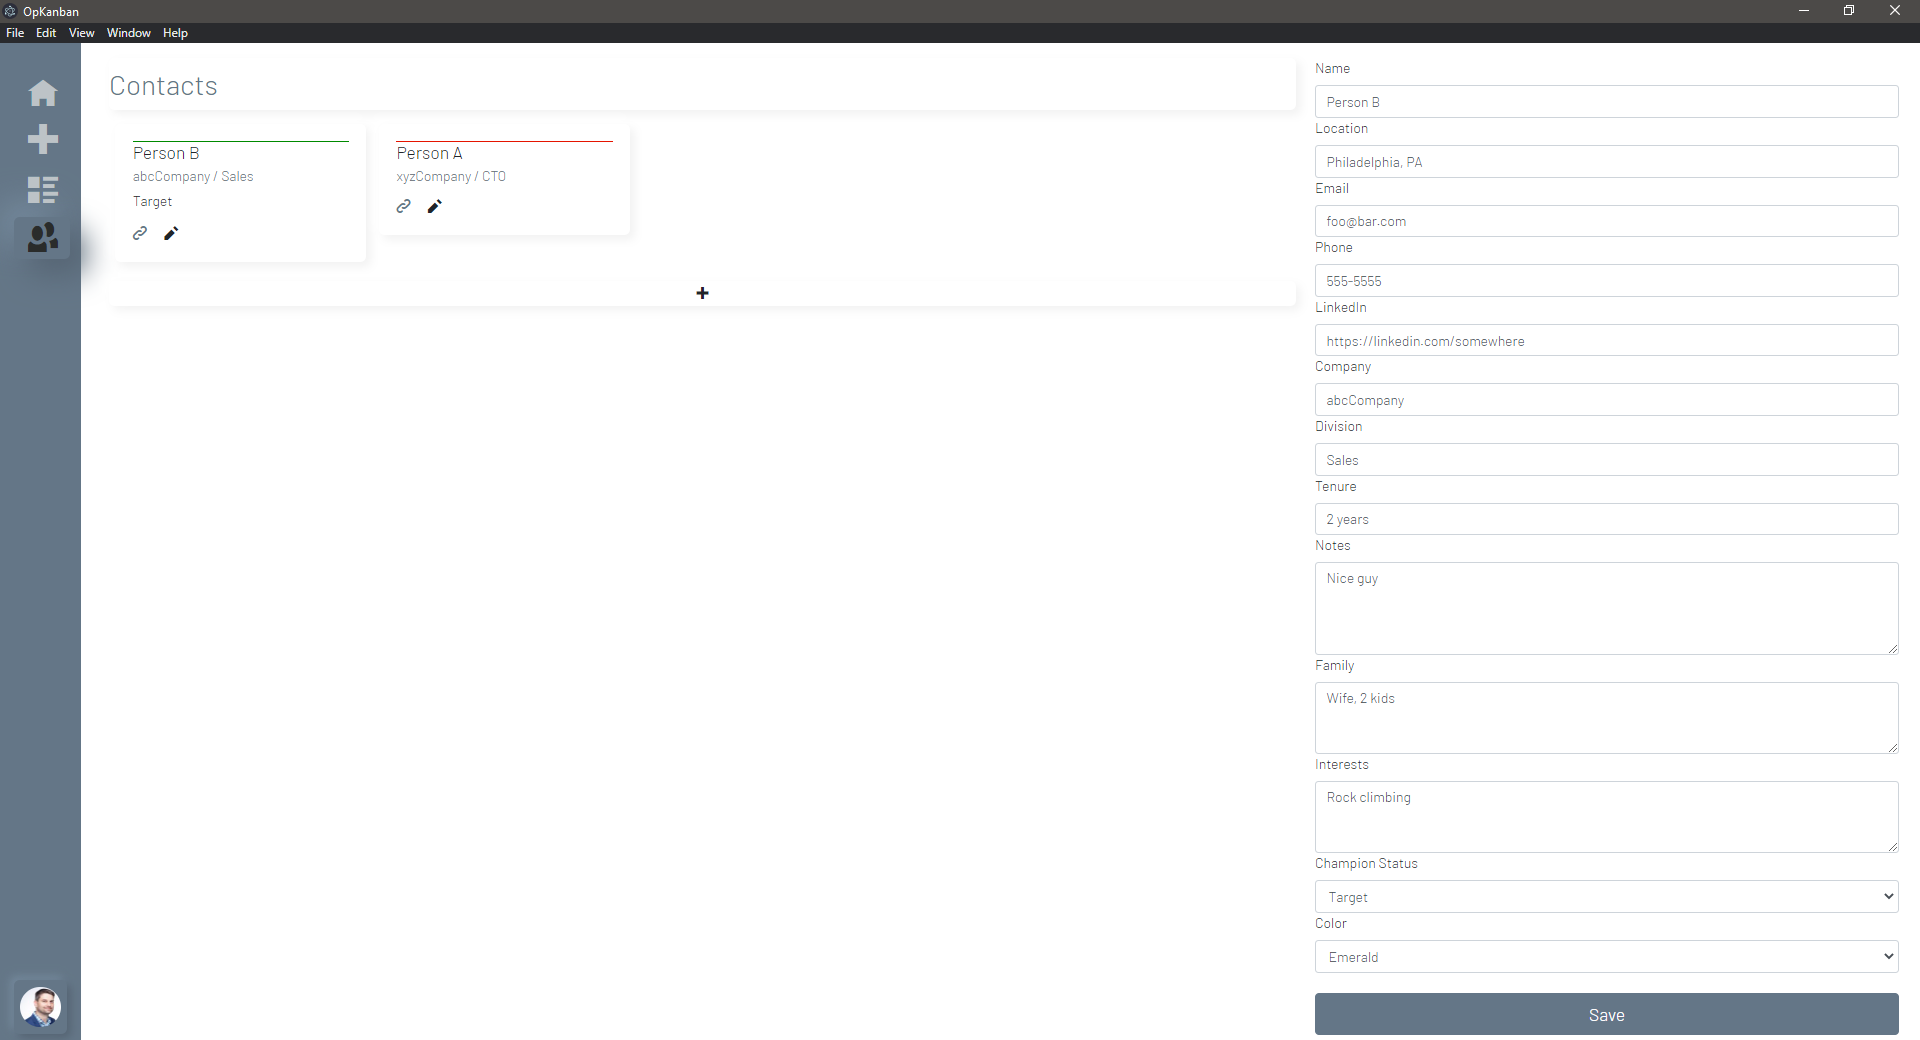 OpKanban
File Edit View Window Help
Contacts
Person B
abcCompany / Sales
Target
Person A
xyzCompany / CTO
Name
Person B
Location
Philadelphia, PA
Email
foo@bar.com
Phone
555-5555
LinkedIn
https://linkedin.com/somewhere
Company
abcCompany
Division
Sales
Tenure
2 years
Notes
Nice guy
Family
Wife, 2 kids
Interests
Rock climbing
Champion Status
Target
Color
Emerald
Save